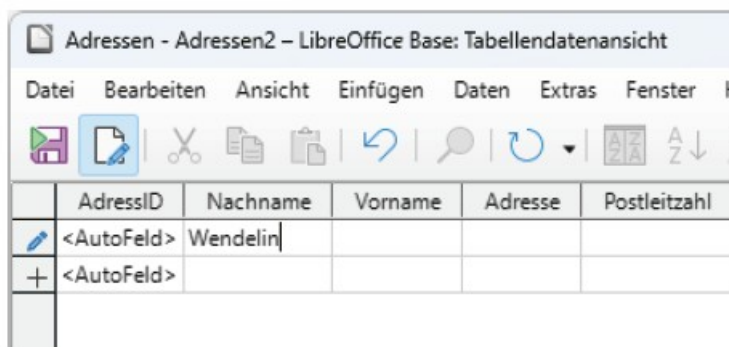 Adressen - Adressen2 – LibreOffice Base: Tabellendatenansicht
Datei Bearbeiten Ansicht Einfügen Daten Extras Fenster
AdressID Nachname Vorname Adresse Postleitzahl
<AutoFeld> Wendelin
<AutoFeld>